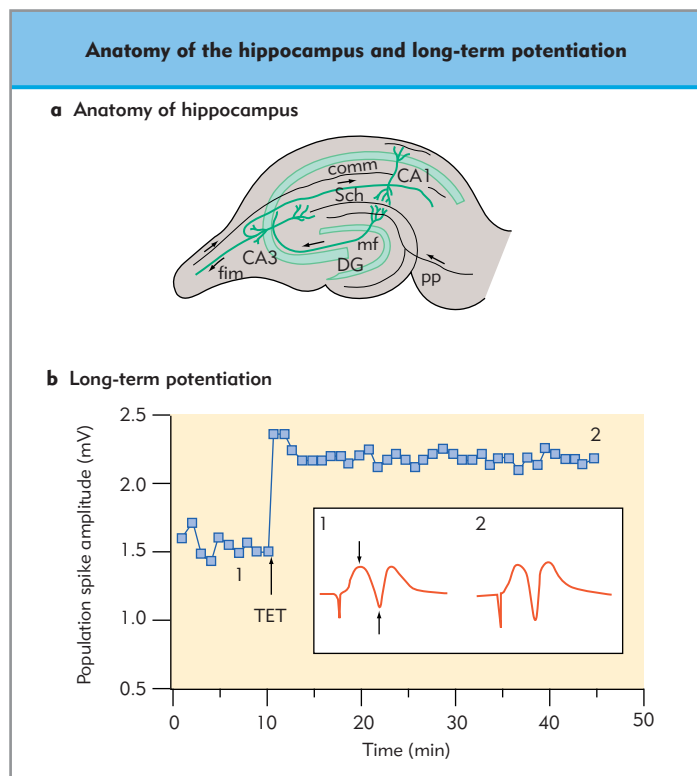 Anatomy of the hippocampus and long-term potentiation
a Anatomy of hippocampus
comm
CA1
Sch
CA3
mf
DG
fim
pp
b Long-term potentiation
Population spike amplitude (mV)
2.5
2.0
1.5
1.0
0.5
1
TET
2
1
2
0
10
20
30
40
50
Time (min)